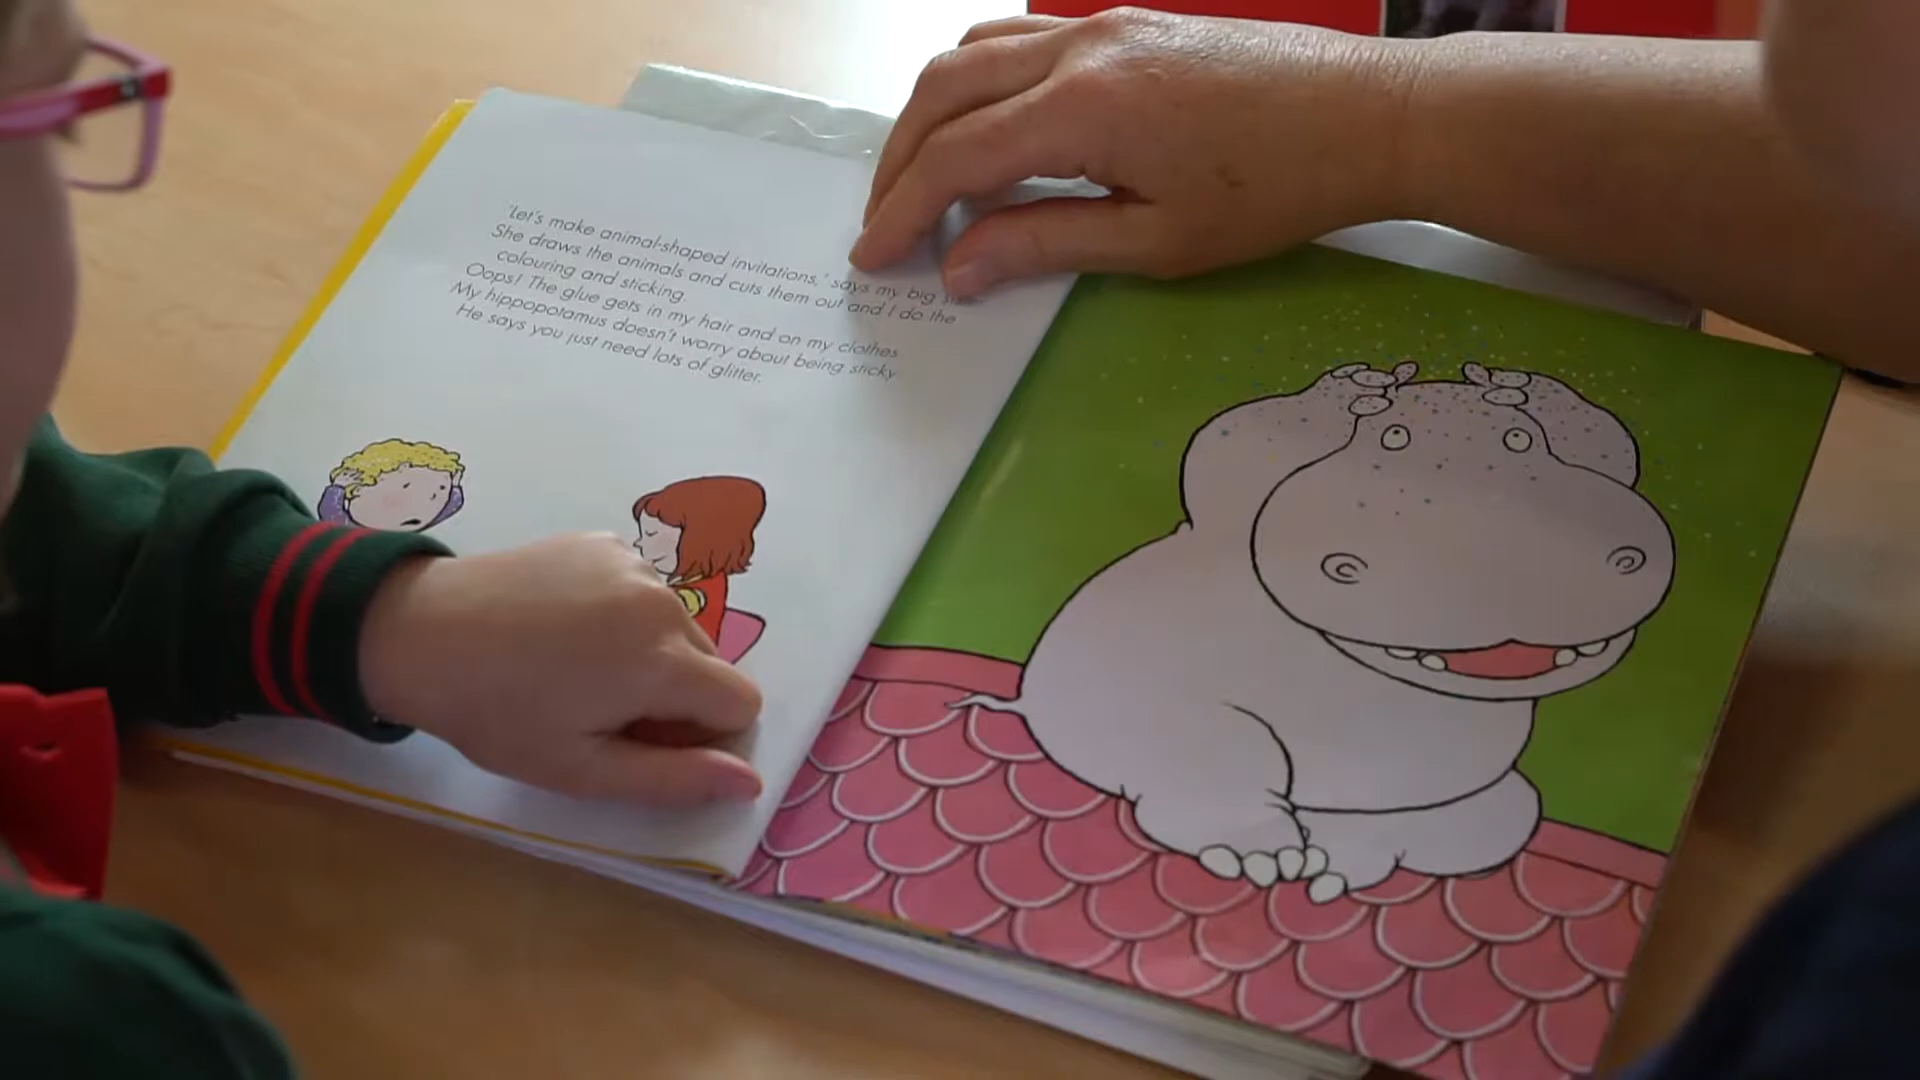 'Let's make animal-shaped invitations,' says my big
She draws the animals and cuts them out and I do the
colouring and sticking.
Oops! The glue gets in my hair and on my clothes
My hippopotamus doesn't worry about being sticky
He says you just need lots of glitter.